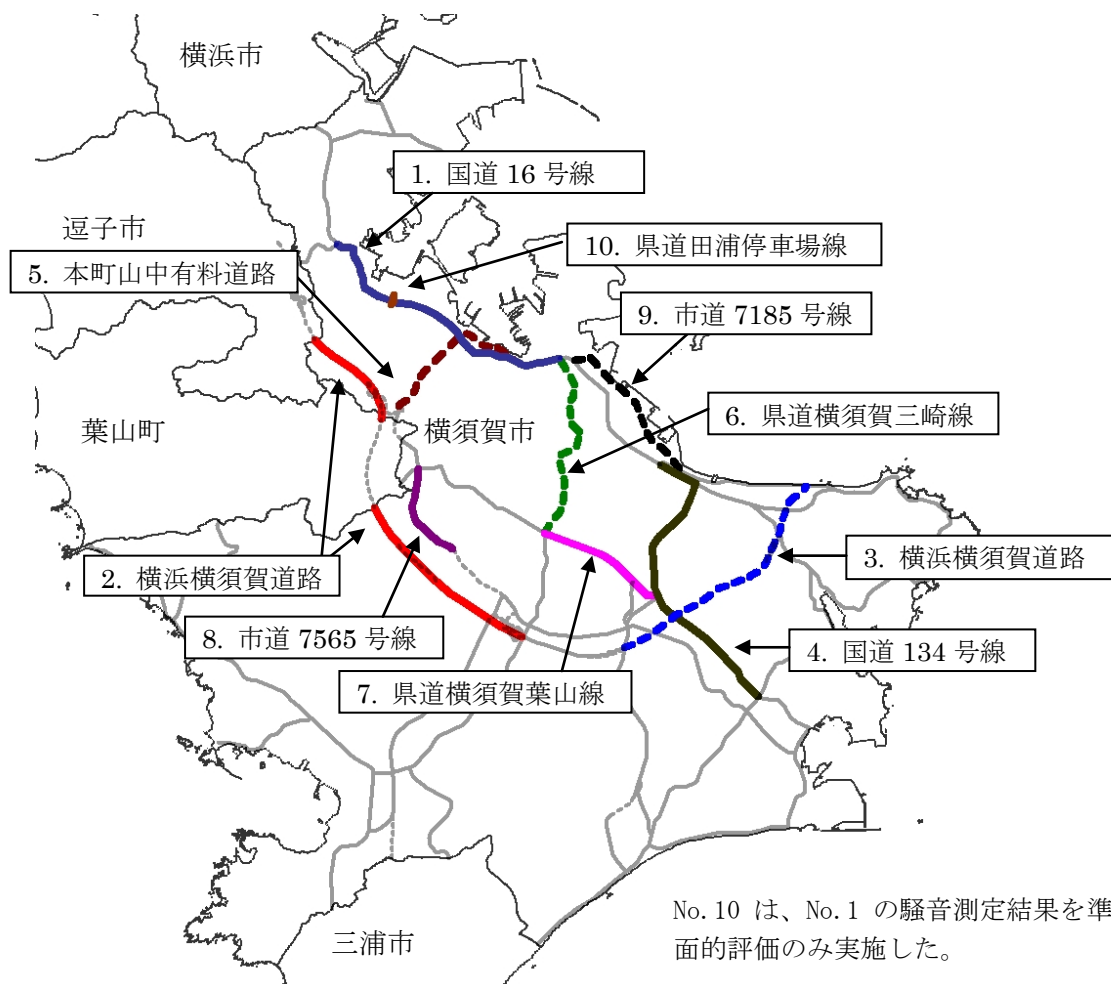 横浜市
1. 国道 16 号線
逗子市
10. 県道田浦停車場線
5. 本町山中有料道路
9. 市道 7185 号線
葉山町
横須賀市
6. 県道横須賀三崎線
2. 横浜横須賀道路
3. 横浜横須賀道路
8. 市道 7565 号線
4. 国道 134 号線
7. 県道横須賀葉山線
No.10 は、No.1 の騒音測定結果を準
面的評価のみ実施した。
三浦市